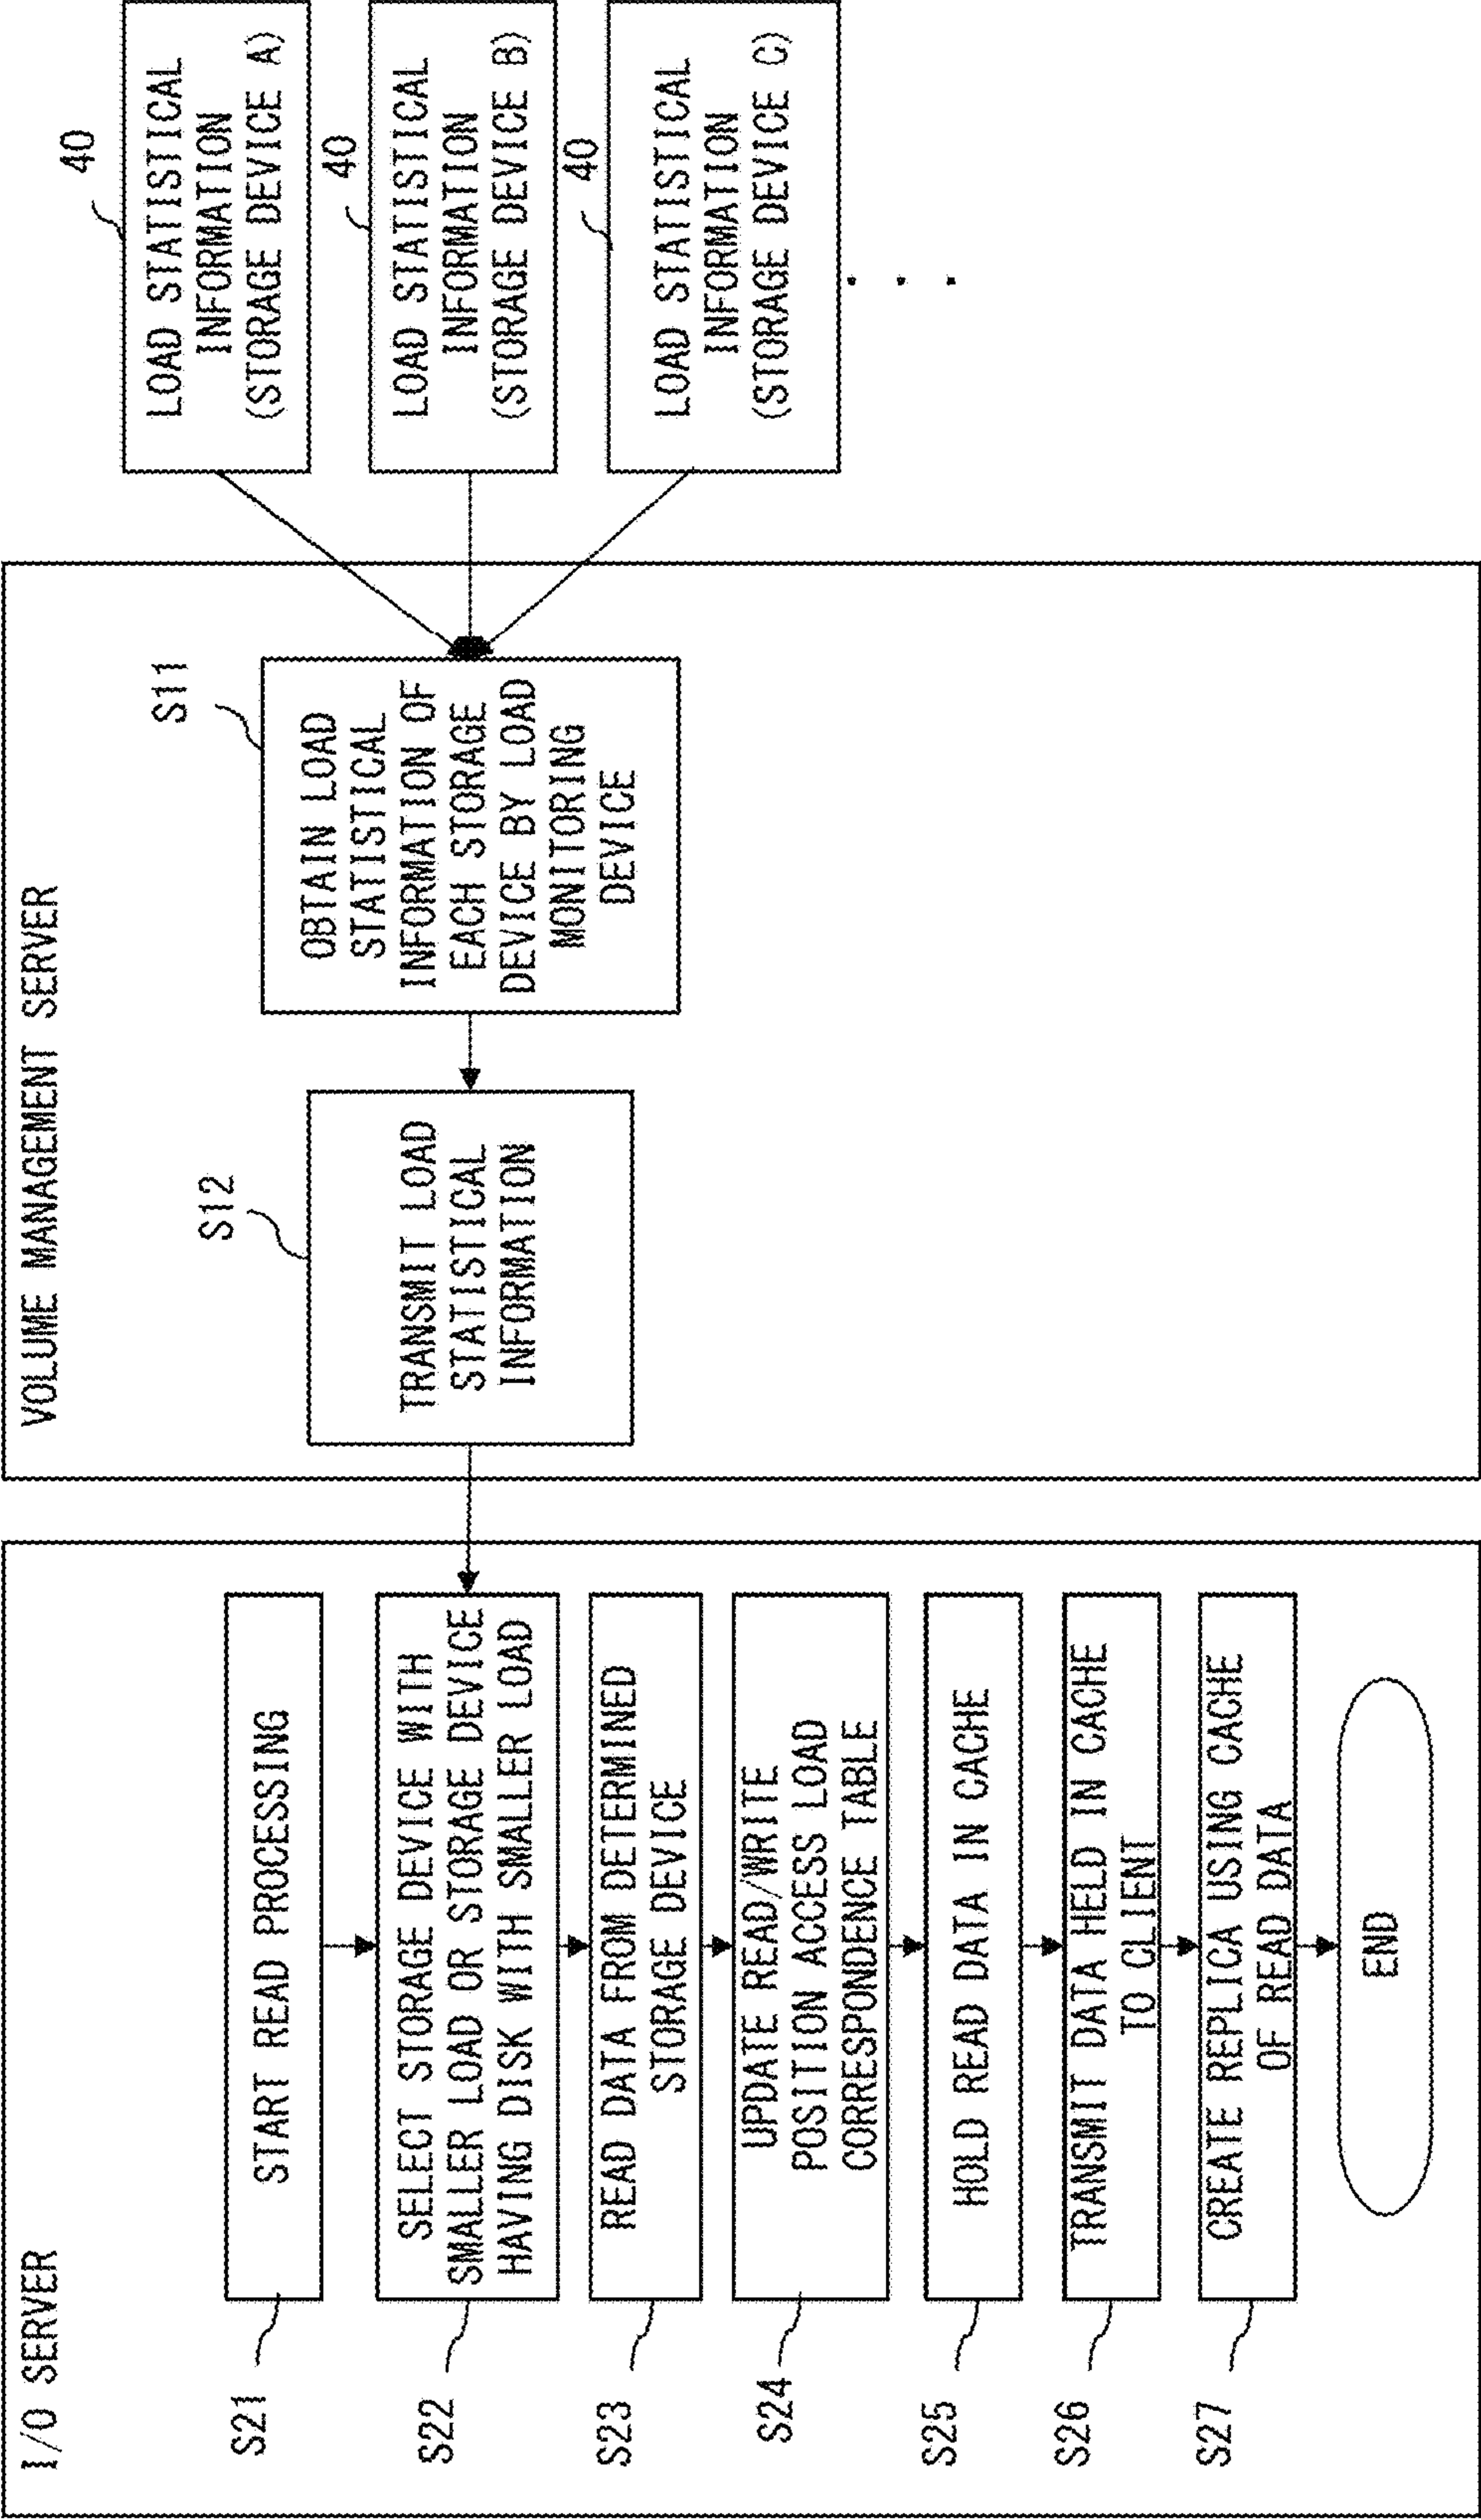 I/O SERVER
S21
START READ PROCESSING
S22
SELECT STORAGE DEVICE WITH
SMALLER LOAD OR STORAGE DEVICE
HAVING DISK WITH SMALLER LOAD
S23
READ DATA FROM DETERMINED
STORAGE DEVICE
S24
UPDATE READ/WRITE
POSITION ACCESS LOAD
CORRESPONDENCE TABLE
S25
HOLD READ DATA IN CACHE
S26
TRANSMIT DATA HELD IN CACHE
TO CLIENT
S27
CREATE REPLICA USING CACHE
OF READ DATA
END
VOLUME MANAGEMENT SERVER
S12
TRANSMIT LOAD
STATISTICAL
INFORMATION
S11
OBTAIN LOAD
STATISTICAL
INFORMATION OF
EACH STORAGE
DEVICE BY LOAD
MONITORING
DEVICE
40
LOAD STATISTICAL
INFORMATION
(STORAGE DEVICE A)
40
LOAD STATISTICAL
INFORMATION
(STORAGE DEVICE B)
40
LOAD STATISTICAL
INFORMATION
(STORAGE DEVICE C)
. . .